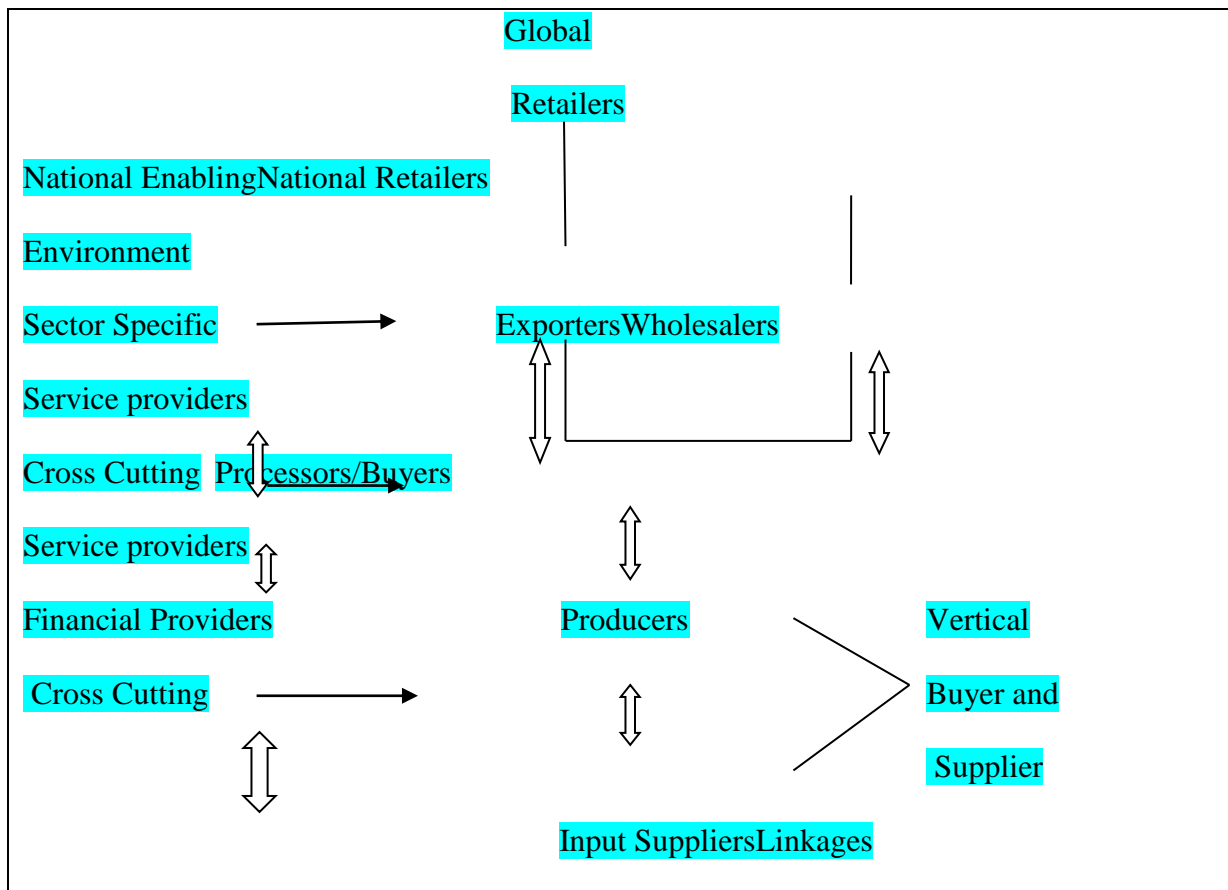 Global
Retailers
National EnablingNational Retailers
Environment
Sector Specific ExportersWholesalers
Service providers
Cross Cutting Processors/Buyers
Service providers
Financial Providers Producers Vertical
Cross Cutting Buyer and
Supplier
Input SuppliersLinkages